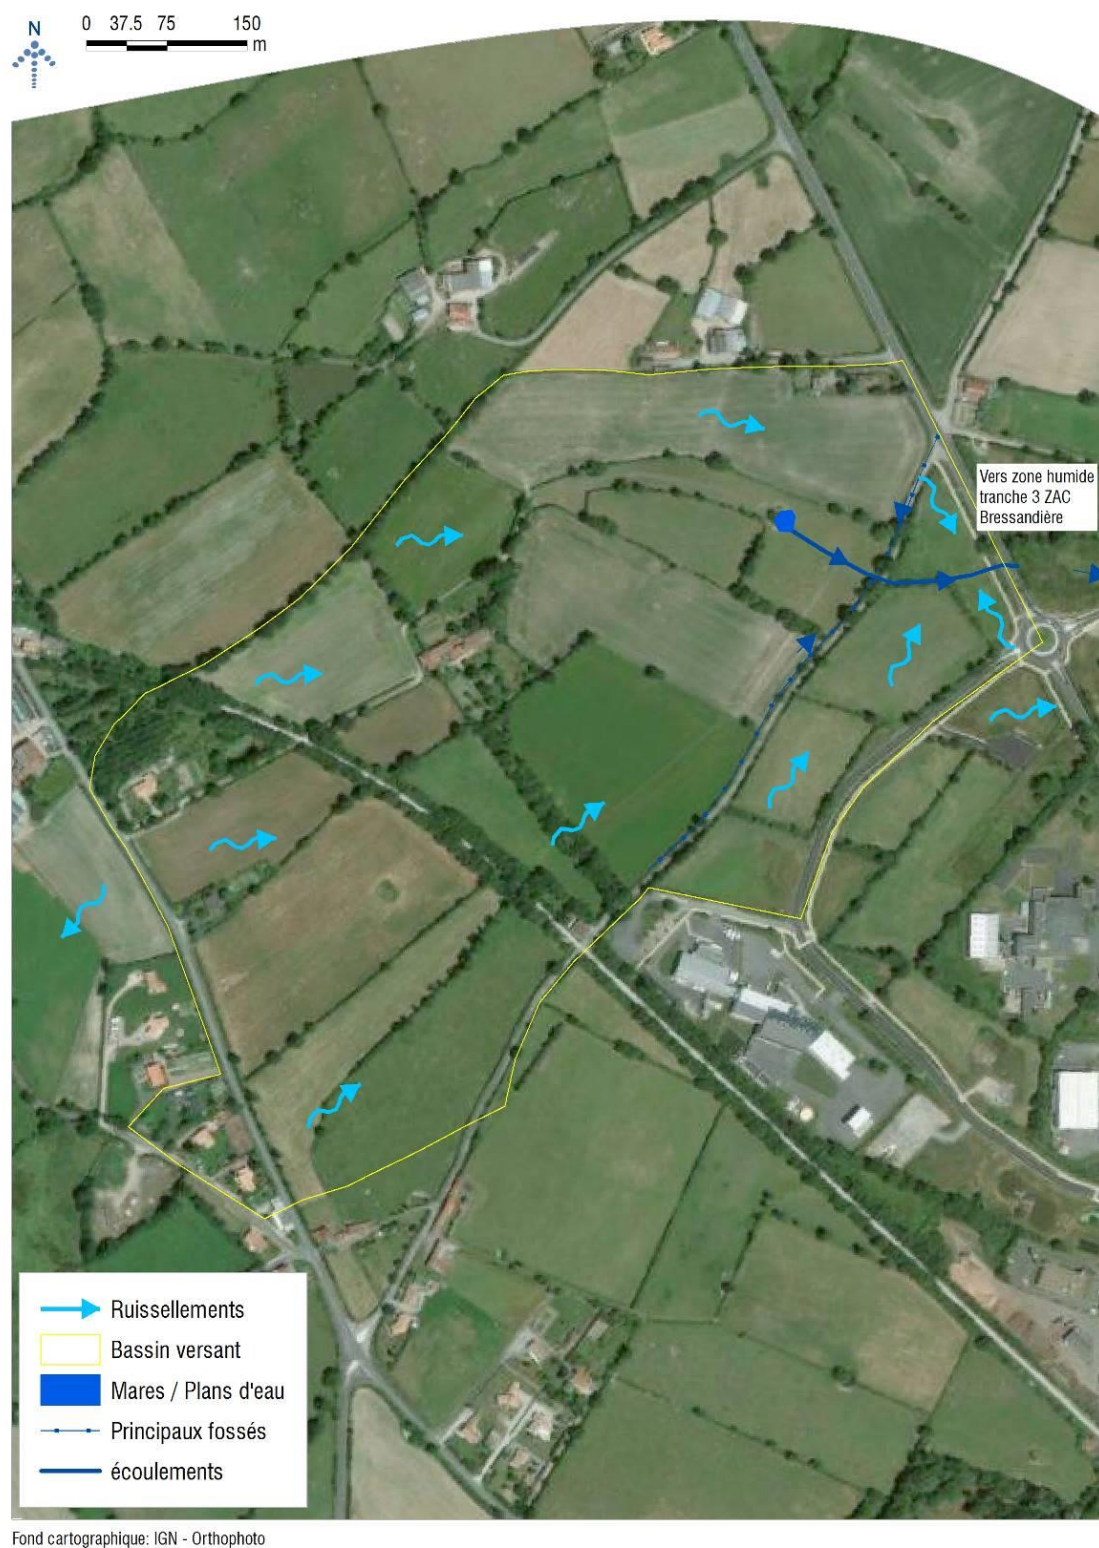 N
0 37.5 75 150
m
Vers zone humide
tranche 3 ZAC
Bressandière
Ruissellements
Bassin versant
Mares / Plans d'eau
Principaux fossés
écoulements
Fond cartographique: IGN - Orthophoto